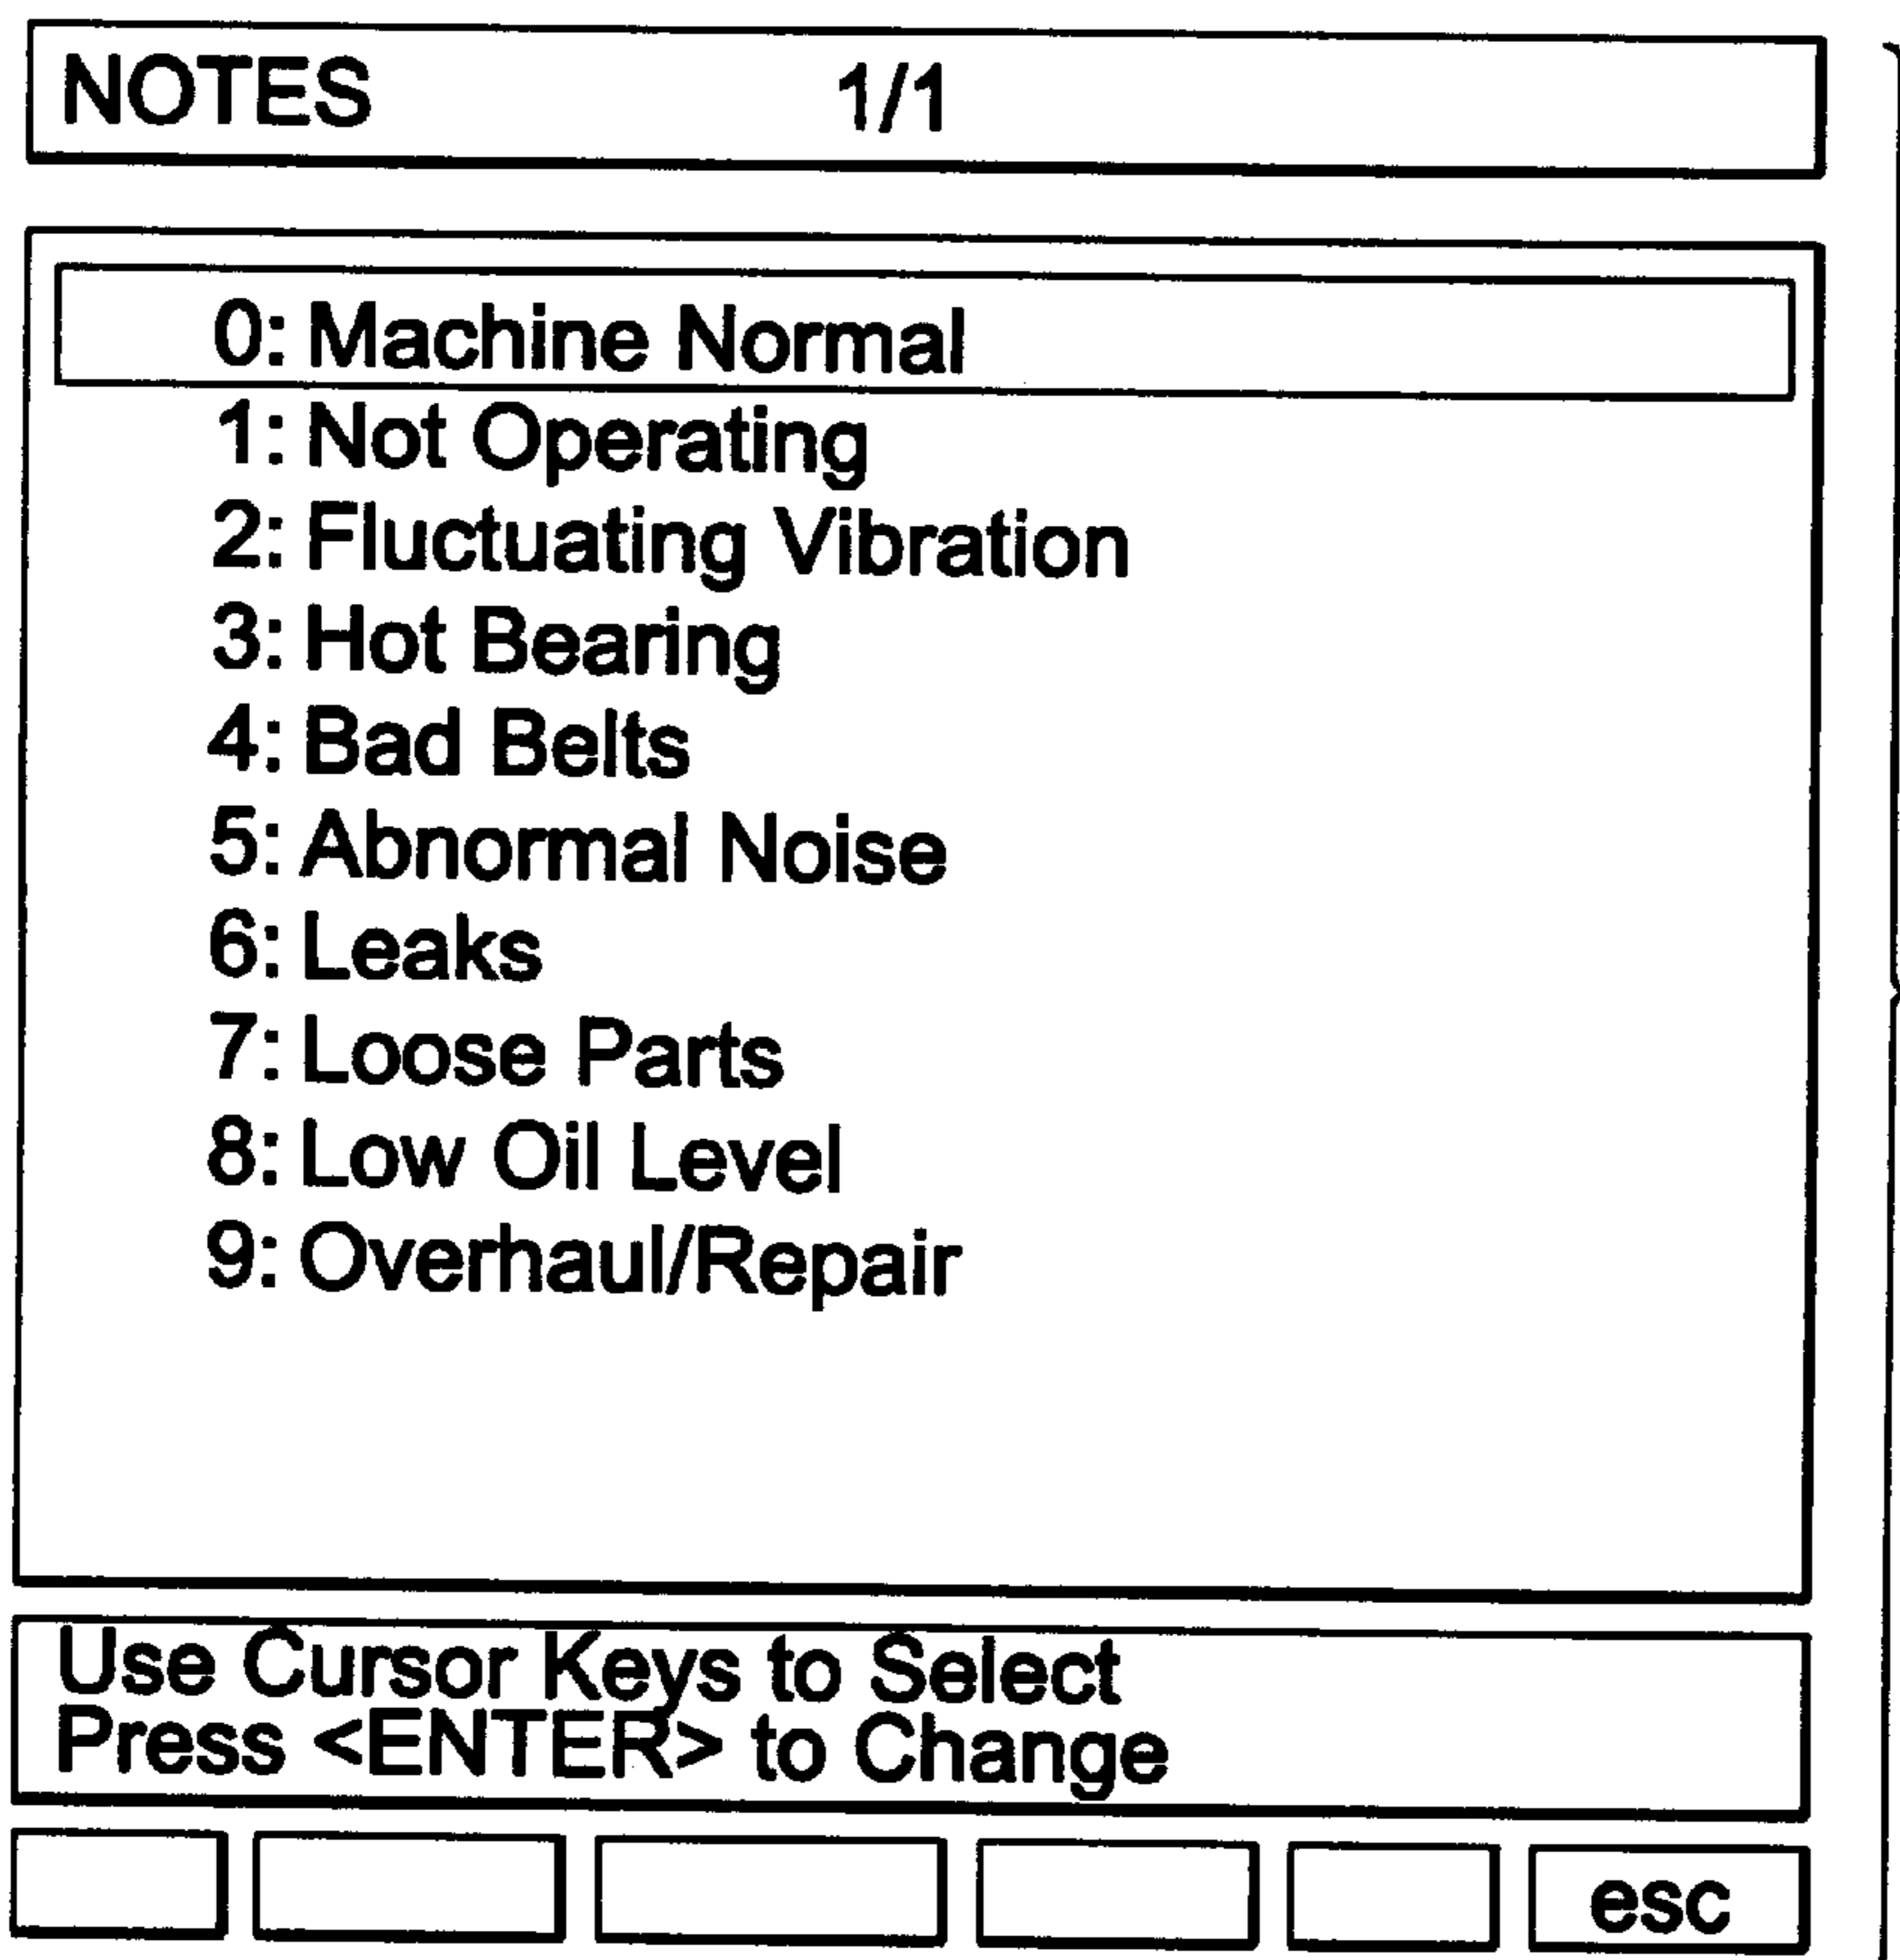 NOTES 1/1
0: Machine Normal
1: Not Operating
2: Fluctuating Vibration
3: Hot Bearing
4: Bad Belts
5: Abnormal Noise
6: Leaks
7: Loose Parts
8: Low Oil Level
9: Overhaul/Repair
Use Cursor Keys to Select
Press <ENTER> to Change
esc